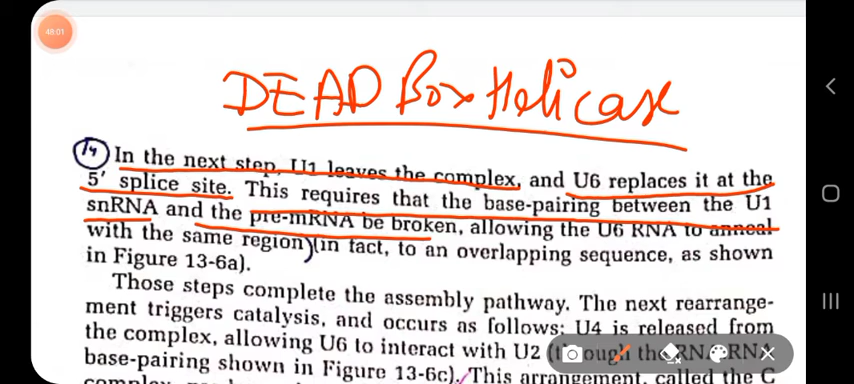 48:01
DEAD Box Helicase
14 In the next step, U1 leaves the complex, and U6 replaces it at the
5′ splice site. This requires that the base-pairing between the U1
snRNA and the pre-mRNA be broken, allowing the U6 RNA to anneal
with the same region (in fact, to an overlapping sequence, as shown
in Figure 13-6a).
Those steps complete the assembly pathway. The next rearrange-
ment triggers catalysis, and occurs as follows: U4 is released from
the complex, allowing U6 to interact with U2 (through the RNA:RNA
base-pairing shown in Figure 13-6c). This arrangement, called the C